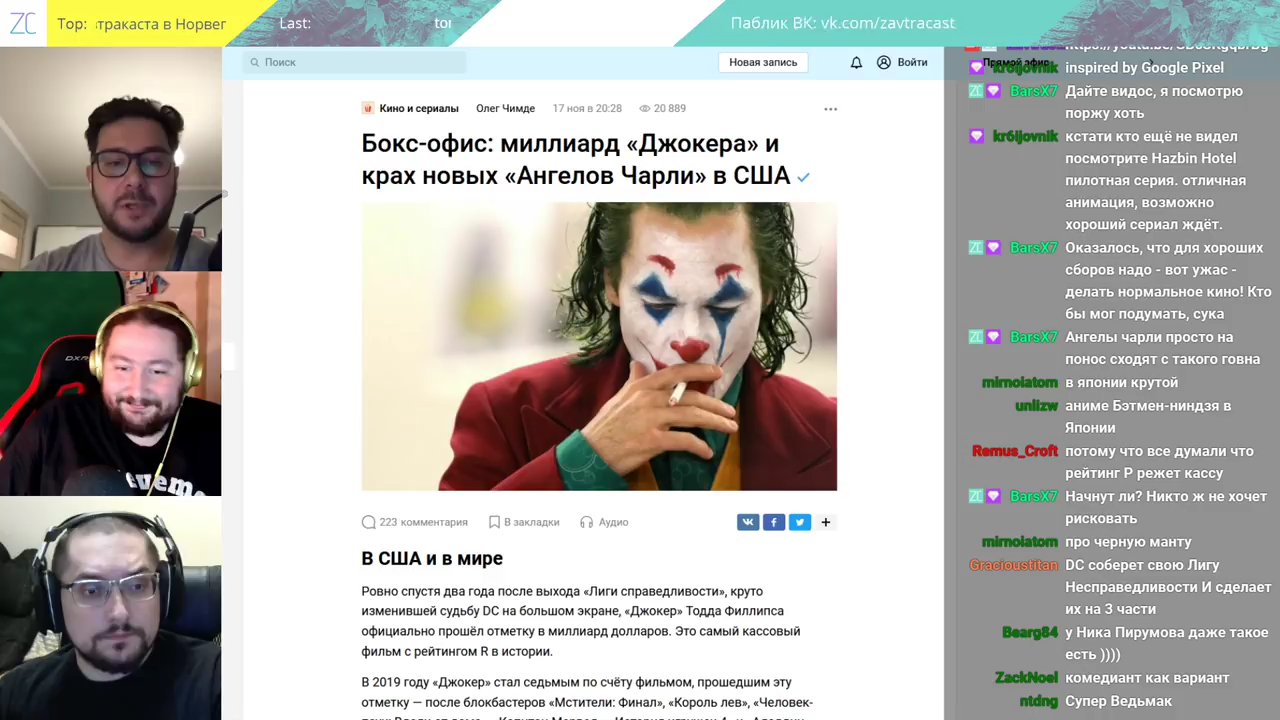 ZC
Top: втракаста в Норвег
Last:
tor
Паблик ВК: vk.com/zavtracast
Поиск
Новая запись
Войти
Прямой эфир
Кино и сериалы Олег Чимде 17 ноя в 20:28 20 889
Бокс-офис: миллиард «Джокера» и
крах новых «Ангелов Чарли» в США
223 комментария В закладки Аудио
В США и в мире
Ровно спустя два года после выхода «Лиги справедливости», круто
изменившей судьбу DC на большом экране, «Джокер» Тодда Филлипса
официально прошёл отметку в миллиард долларов. Это самый кассовый
фильм с рейтингом R в истории.
В 2019 году «Джокер» стал седьмым по счёту фильмом, прошедшим эту
отметку — после блокбастеров «Мстители: Финал», «Король лев», «Человек-
DXR
kr6ijovnik inspired by Google Pixel
BarsX7 Дайте видос, я посмотрю
поржу хоть
kr6ijovnik кстати кто ещё не видел
посмотрите Hazbin Hotel
пилотная серия. отличная
анимация, возможно
хороший сериал ждёт.
BarsX7 Оказалось, что для хороших
сборов надо - вот ужас -
делать нормальное кино! Кто
бы мог подумать, сука
BarsX7 Ангелы чарли просто на
понос сходят с такого говна
mirnoiatom в японии крутой
unlizw аниме Бэтмен-ниндзя в
Японии
Remus_Croft потому что все думали что
рейтинг Р режет кассу
BarsX7 Начнут ли? Никто ж не хочет
рисковать
mirnoiatom про черную манту
Gracioustitan DC соберет свою Лигу
Несправедливости И сделает
их на 3 части
Bearg84 у Ника Пирумова даже такое
есть ))))
ZackNoel комедиант как вариант
ntdng Супер Ведьмак